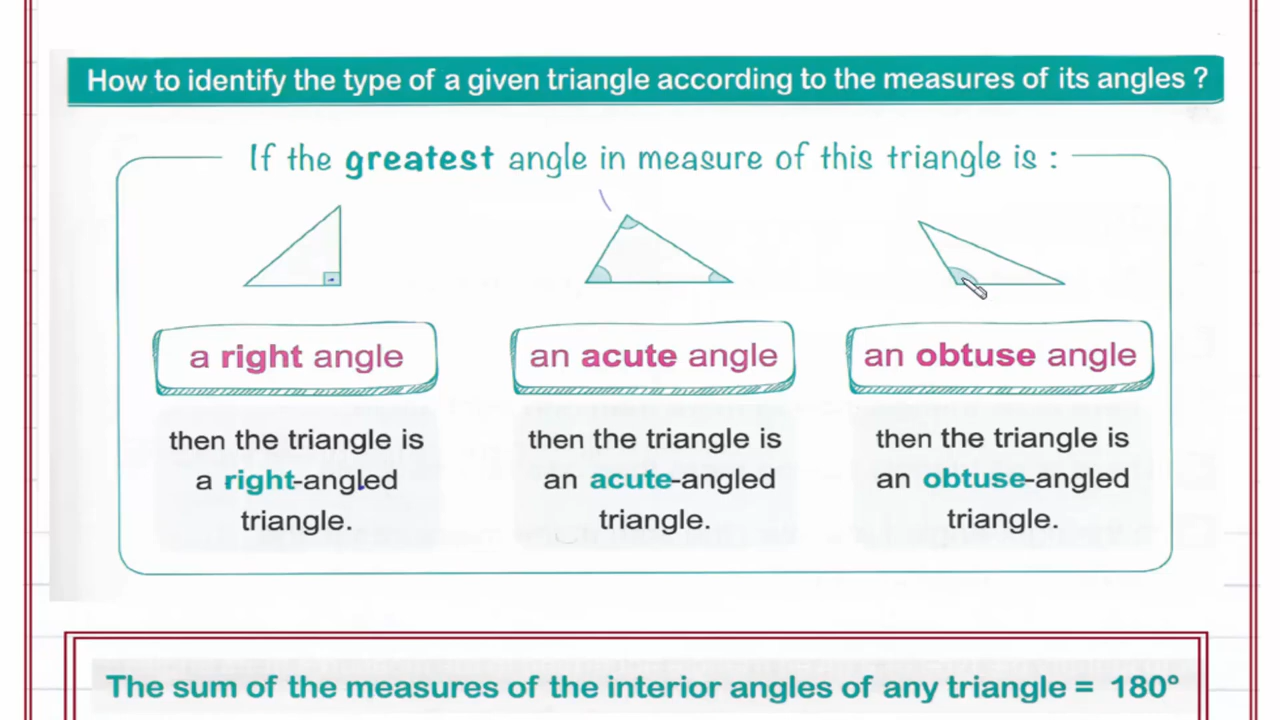 How to identify the type of a given triangle according to the measures of its angles ?
If the greatest angle in measure of this triangle is :
a right angle
an acute angle
an obtuse angle
then the triangle is
a right-angled
triangle.
then the triangle is
an acute-angled
triangle.
then the triangle is
an obtuse-angled
triangle.
The sum of the measures of the interior angles of any triangle = 180°